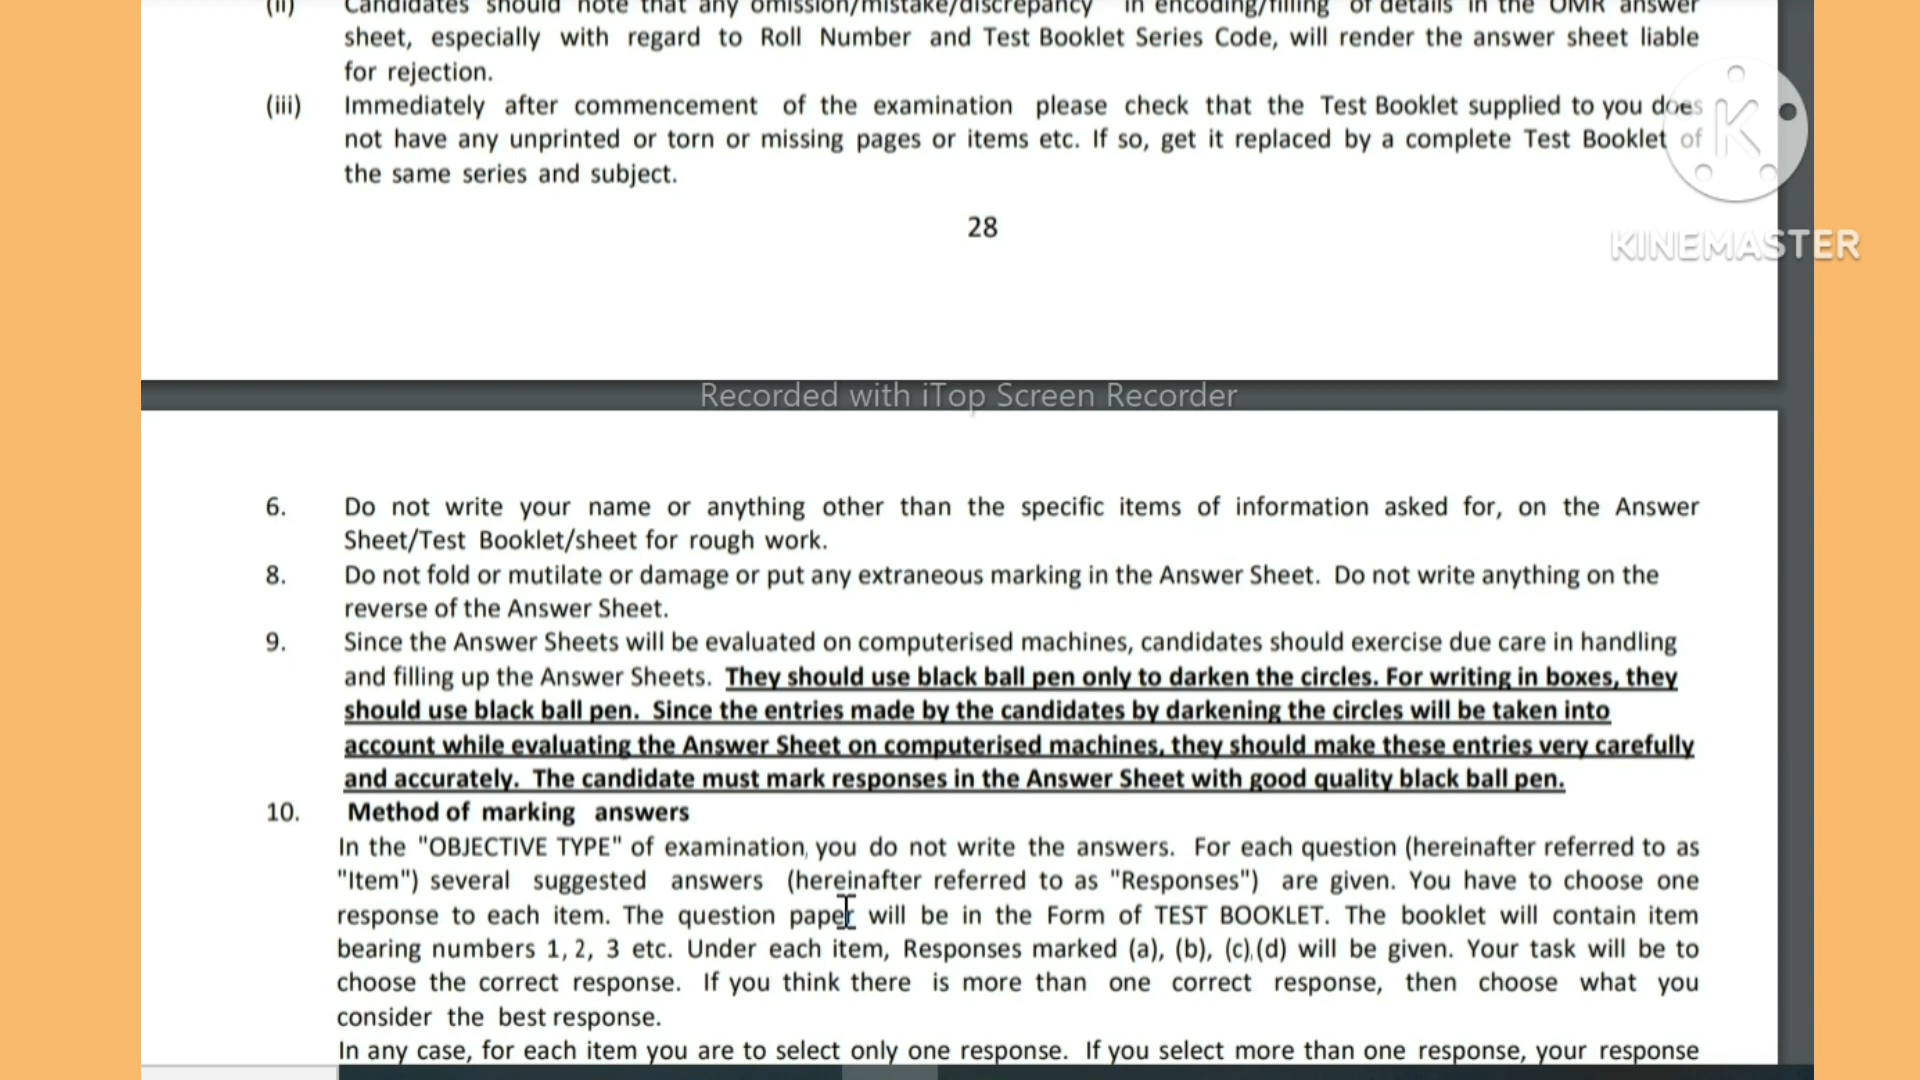 (ii) Candidates should note that any omission/mistake/discrepancy in encoding/filling of details in the OMR answer
sheet, especially with regard to Roll Number and Test Booklet Series Code, will render the answer sheet liable
for rejection.
(iii) Immediately after commencement of the examination please check that the Test Booklet supplied to you does
not have any unprinted or torn or missing pages or items etc. If so, get it replaced by a complete Test Booklet of
the same series and subject.
28
KINEMASTER
Recorded with iTop Screen Recorder
6. Do not write your name or anything other than the specific items of information asked for, on the Answer
Sheet/Test Booklet/sheet for rough work.
8. Do not fold or mutilate or damage or put any extraneous marking in the Answer Sheet. Do not write anything on the
reverse of the Answer Sheet.
9. Since the Answer Sheets will be evaluated on computerised machines, candidates should exercise due care in handling
and filling up the Answer Sheets. They should use black ball pen only to darken the circles. For writing in boxes, they
should use black ball pen. Since the entries made by the candidates by darkening the circles will be taken into
account while evaluating the Answer Sheet on computerised machines, they should make these entries very carefully
and accurately. The candidate must mark responses in the Answer Sheet with good quality black ball pen.
10. Method of marking answers
In the "OBJECTIVE TYPE" of examination, you do not write the answers. For each question (hereinafter referred to as
"Item") several suggested answers (hereinafter referred to as "Responses") are given. You have to choose one
response to each item. The question paper will be in the Form of TEST BOOKLET. The booklet will contain item
bearing numbers 1, 2, 3 etc. Under each item, Responses marked (a), (b), (c),(d) will be given. Your task will be to
choose the correct response. If you think there is more than one correct response, then choose what you
consider the best response.
In any case, for each item you are to select only one response. If you select more than one response, your response